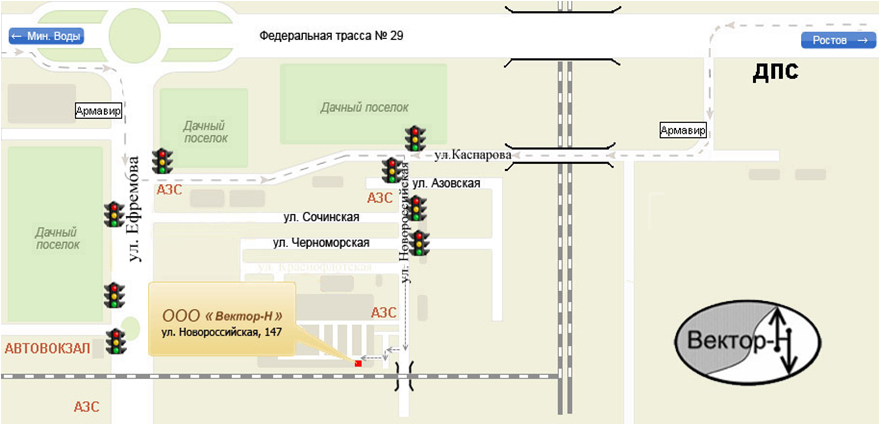 ← Мин. Воды
Федеральная трасса № 29
Ростов →
ДПС
Армавир
Дачный
поселок
Дачный поселок
Армавир
ул.Каспарова
ул. Ефремова
АЗС
АЗС
ул. Азовская
ул. Новороссийская
ул. Сочинская
Дачный
поселок
ул. Черноморская
ул. Краснофлотская
ООО « Вектор-Н »
ул. Новороссийская, 147
АЗС
Вектор-Н
АВТОВОКЗАЛ
АЗС